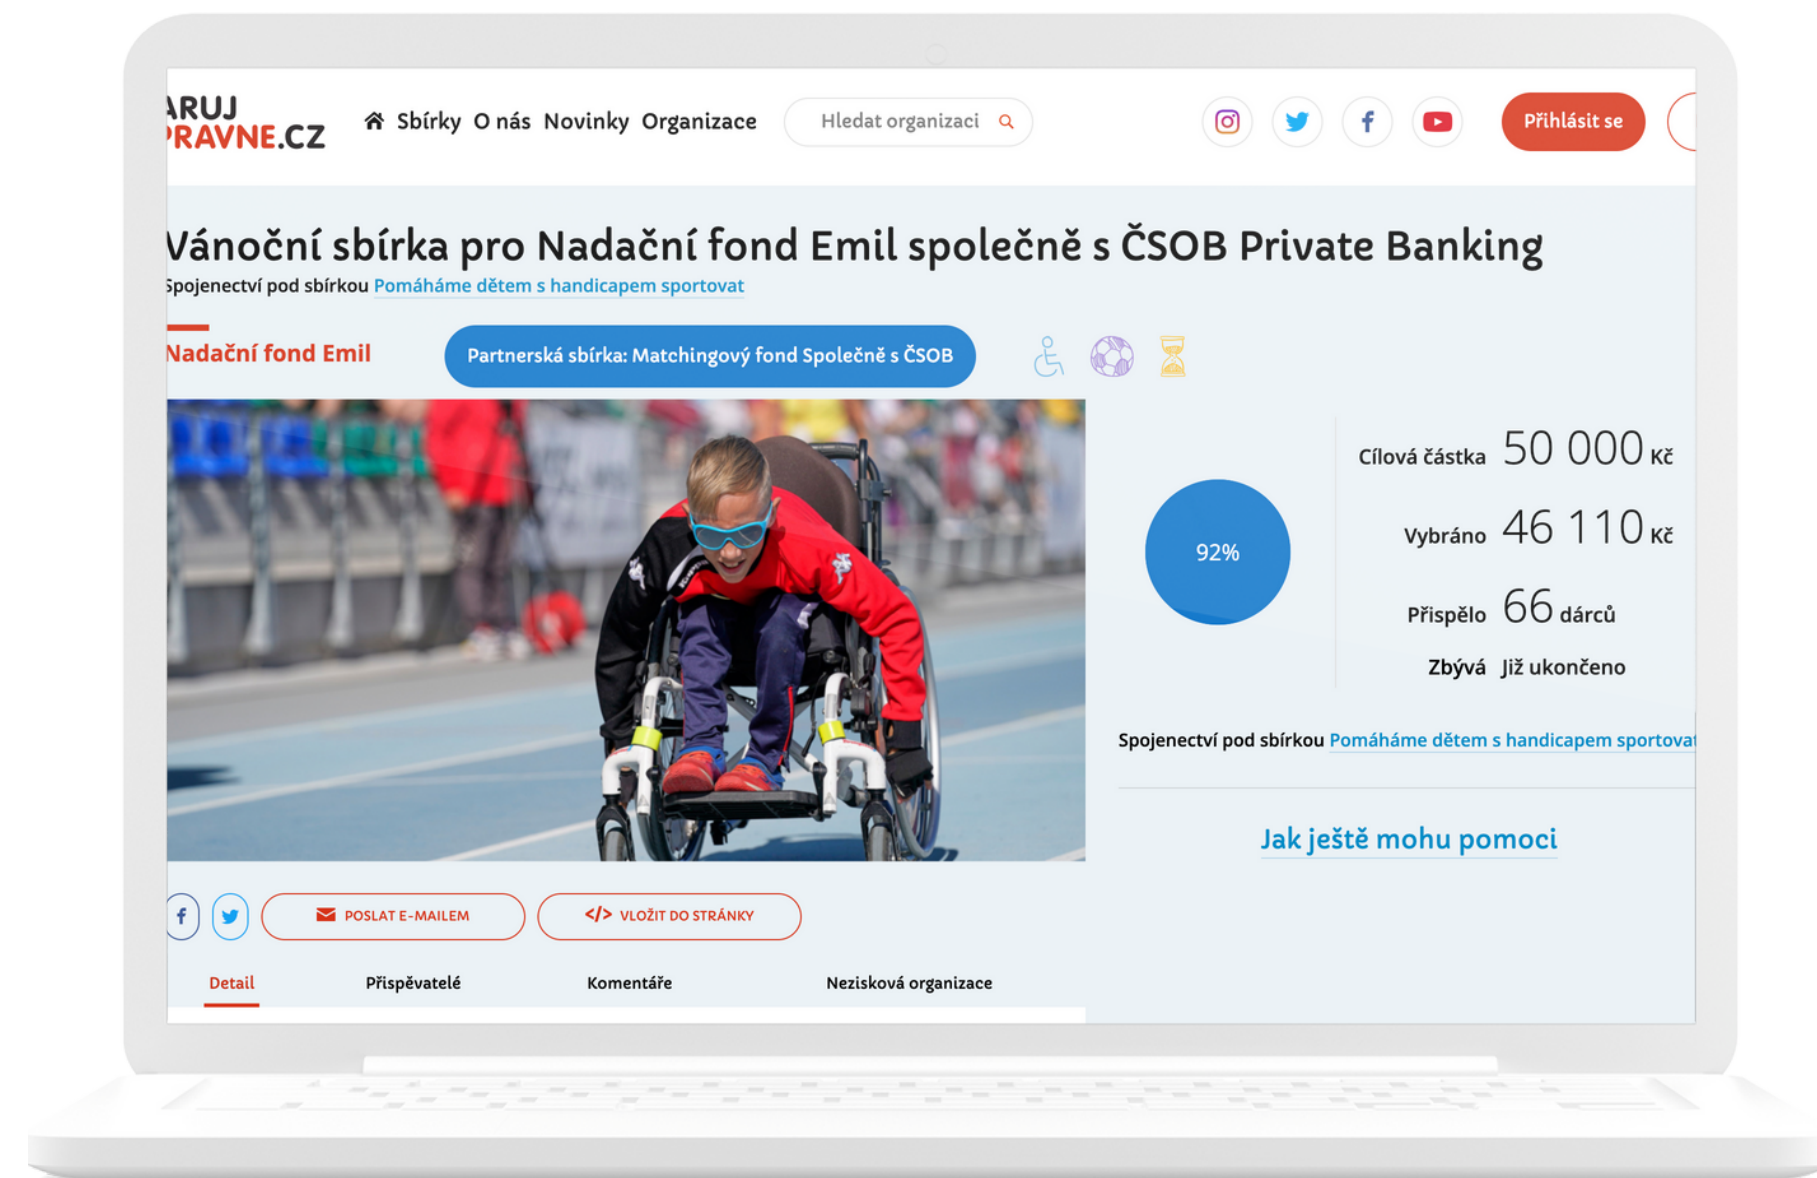 ARUJ
PRAVNE.CZ
Sbírky O nás Novinky Organizace
Hledat organizaci
Přihlásit se
Vánoční sbírka pro Nadační fond Emil společně s ČSOB Private Banking
Spojenectví pod sbírkou Pomáháme dětem s handicapem sportovat
Nadační fond Emil
Partnerská sbírka: Matchingový fond Společně s ČSOB
92%
Cílová částka 50 000 Kč
Vybráno 46 110 Kč
Přispělo 66 dárců
Zbývá Již ukončeno
Spojenectví pod sbírkou Pomáháme dětem s handicapem sportovat
Jak ještě mohu pomoci
POSLAT E-MAILEM
</> VLOŽIT DO STRÁNKY
Detail
Přispěvatelé
Komentáře
Nezisková organizace